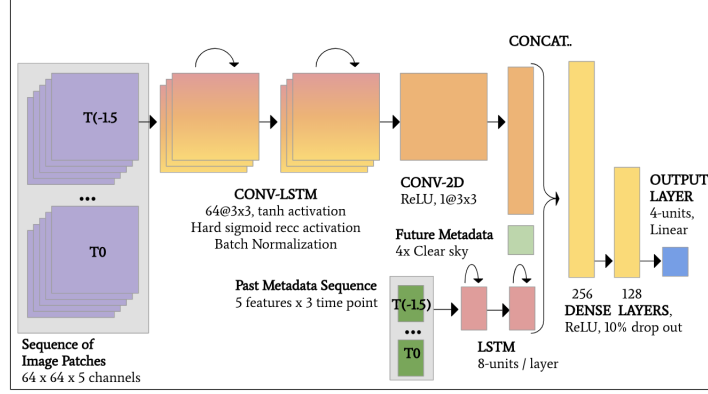 CONCAT..
T(-1.5
...
T0
CONV-LSTM
64@3x3, tanh activation
Hard sigmoid recc activation
Batch Normalization
CONV-2D
ReLU, 1@3x3
Future Metadata
4x Clear sky
Past Metadata Sequence
5 features x 3 time point
T(-1.5)
...
T0
LSTM
8-units / layer
256
128
DENSE LAYERS,
ReLU, 10% drop out
OUTPUT
LAYER
4-units,
Linear
Sequence of
Image Patches
64 x 64 x 5 channels